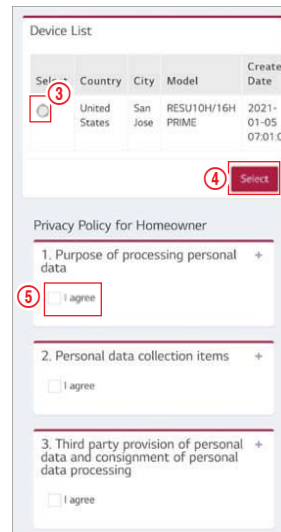 Device List
Create
Select Country City Model Date
③
United San RESU10H/16H 2021-
States Jose PRIME 01-05
07:01:0
④ Select
Privacy Policy for Homeowner
1. Purpose of processing personal +
data
⑤ I agree
2. Personal data collection items +
I agree
3. Third party provision of personal +
data and consignment of personal
data processing
I agree